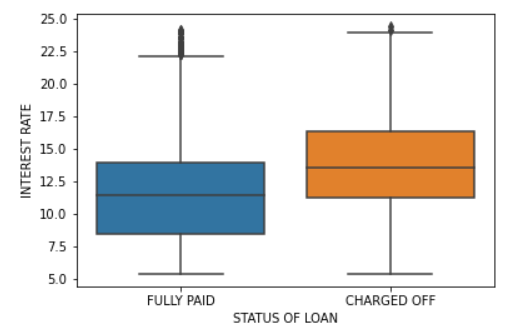 25.0
22.5
20.0
17.5
15.0
12.5
10.0
7.5
5.0
INTEREST RATE
FULLY PAID
CHARGED OFF
STATUS OF LOAN